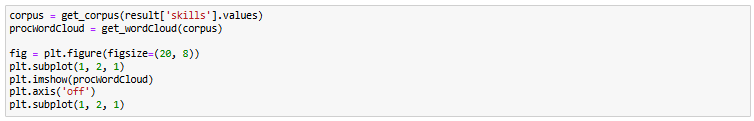 corpus = get_corpus(result['skills'].values)
procWordCloud = get_wordCloud(corpus)
fig = plt.figure(figsize=(20, 8))
plt.subplot(1, 2, 1)
plt.imshow(procWordCloud)
plt.axis('off')
plt.subplot(1, 2, 1)